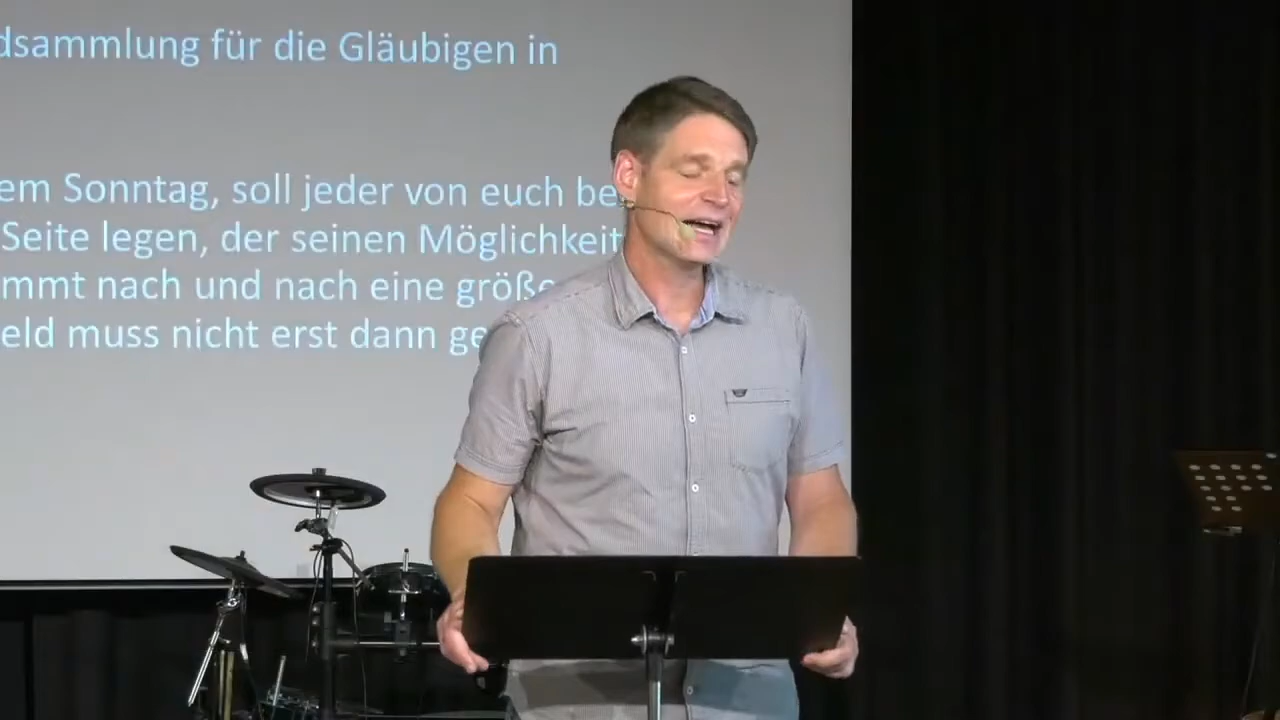 dsammlung für die Gläubigen in
em Sonntag, soll jeder von euch be
Seite legen, der seinen Möglichkeit
mmt nach und nach eine größe
eld muss nicht erst dann ge